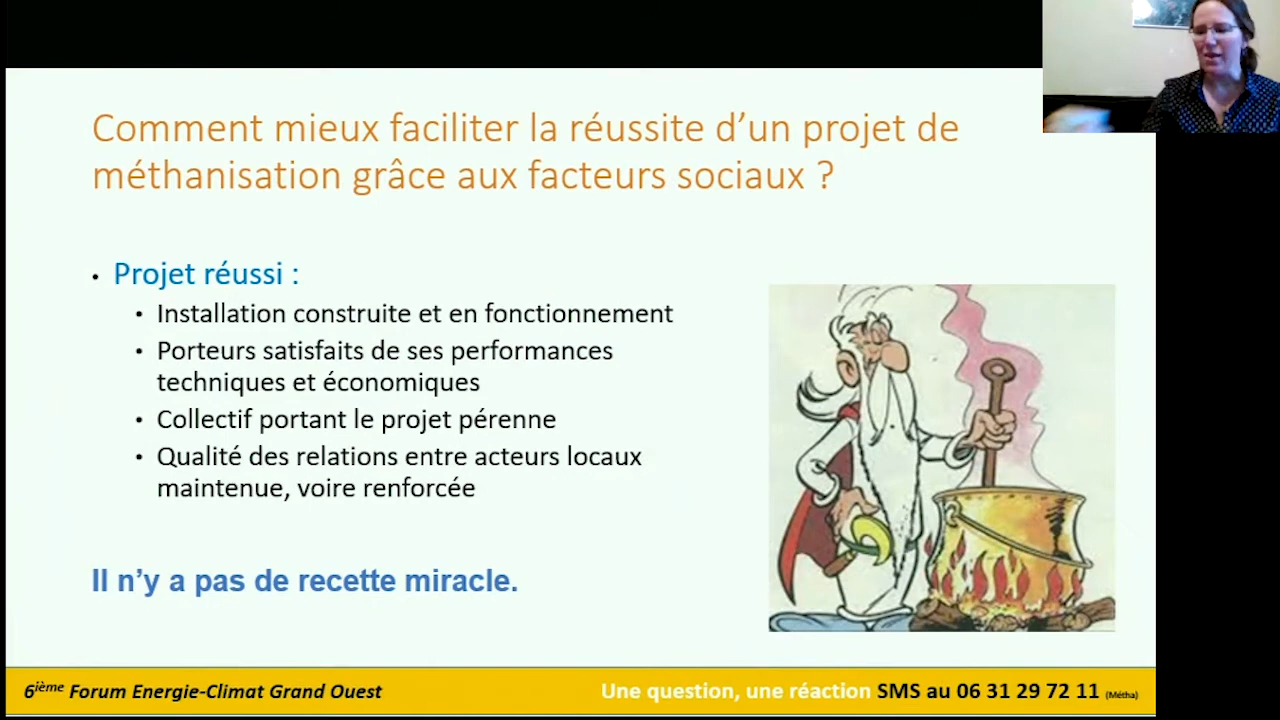 Comment mieux faciliter la réussite d'un projet de
méthanisation grâce aux facteurs sociaux ?
• Projet réussi :
• Installation construite et en fonctionnement
• Porteurs satisfaits de ses performances
techniques et économiques
• Collectif portant le projet pérenne
• Qualité des relations entre acteurs locaux
maintenue, voire renforcée
Il n'y a pas de recette miracle.
6ième Forum Energie-Climat Grand Ouest
Une question, une réaction SMS au 06 31 29 72 11 (Métha)